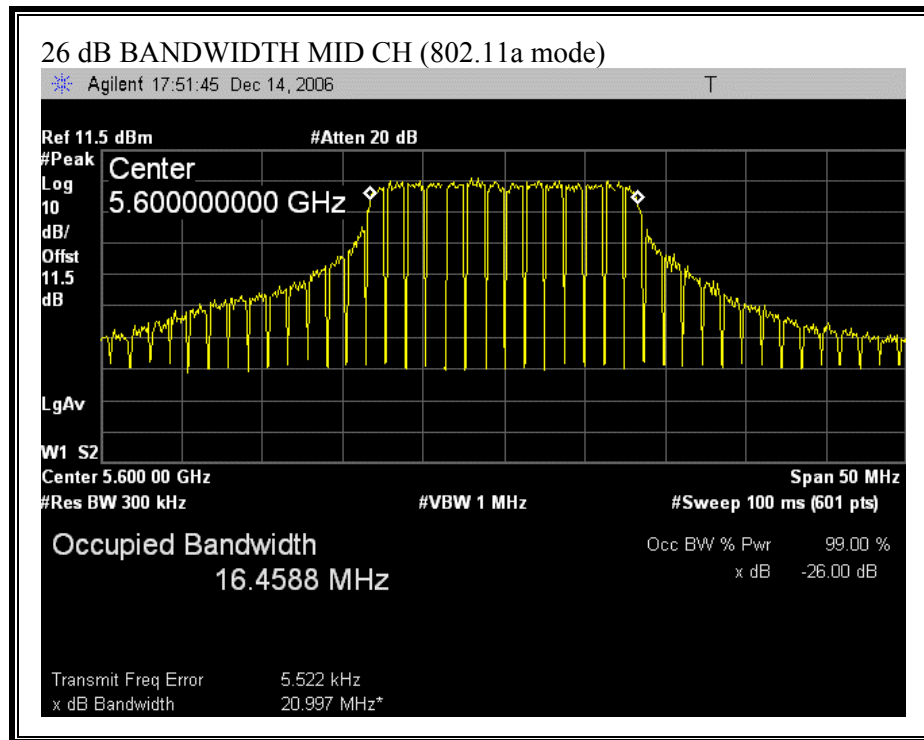 26 dB BANDWIDTH MID CH (802.11a mode)
Agilent 17:51:45 Dec 14, 2006 T
Ref 11.5 dBm #Atten 20 dB
#Peak
Log
10
dB/
Offst
11.5
dB
Center
5.600000000 GHz
LgAv
W1 S2
Center 5.600 00 GHz Span 50 MHz
#Res BW 300 kHz #VBW 1 MHz #Sweep 100 ms (601 pts)
Occupied Bandwidth Occ BW % Pwr 99.00 %
16.4588 MHz x dB -26.00 dB
Transmit Freq Error 5.522 kHz
x dB Bandwidth 20.997 MHz*